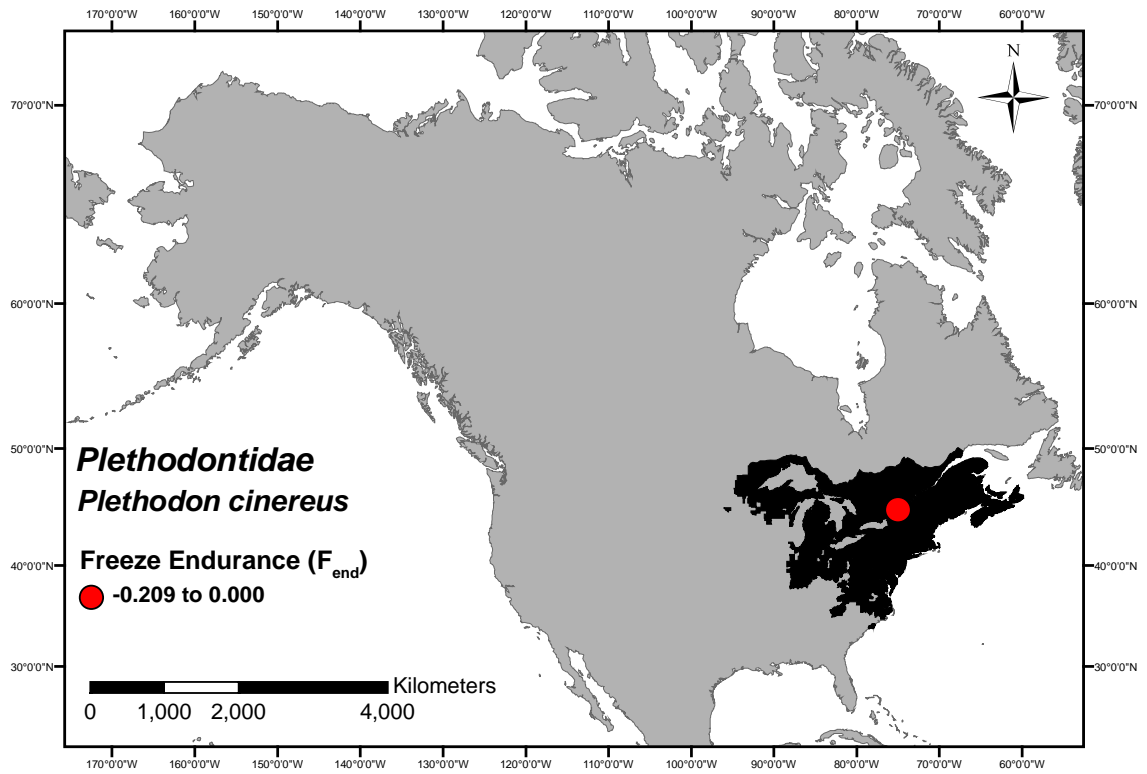 170°0'0"W 160°0'0"W 150°0'0"W 140°0'0"W 130°0'0"W 120°0'0"W 110°0'0"W 100°0'0"W 90°0'0"W 80°0'0"W 70°0'0"W 60°0'0"W
N
70°0'0"N 70°0'0"N
60°0'0"N 60°0'0"N
50°0'0"N 50°0'0"N
Plethodontidae
Plethodon cinereus
Freeze Endurance (Fend)
40°0'0"N 40°0'0"N
-0.209 to 0.000
30°0'0"N 30°0'0"N
Kilometers
0 1,000 2,000 4,000
170°0'0"W 160°0'0"W 150°0'0"W 140°0'0"W 130°0'0"W 120°0'0"W 110°0'0"W 100°0'0"W 90°0'0"W 80°0'0"W 70°0'0"W 60°0'0"W